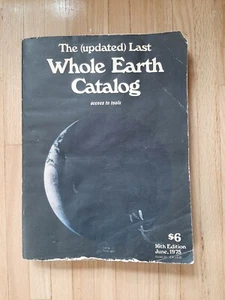 The (updated) Last
Whole Earth
Catalog
access to tools
$6
16th Edition
June, 1975